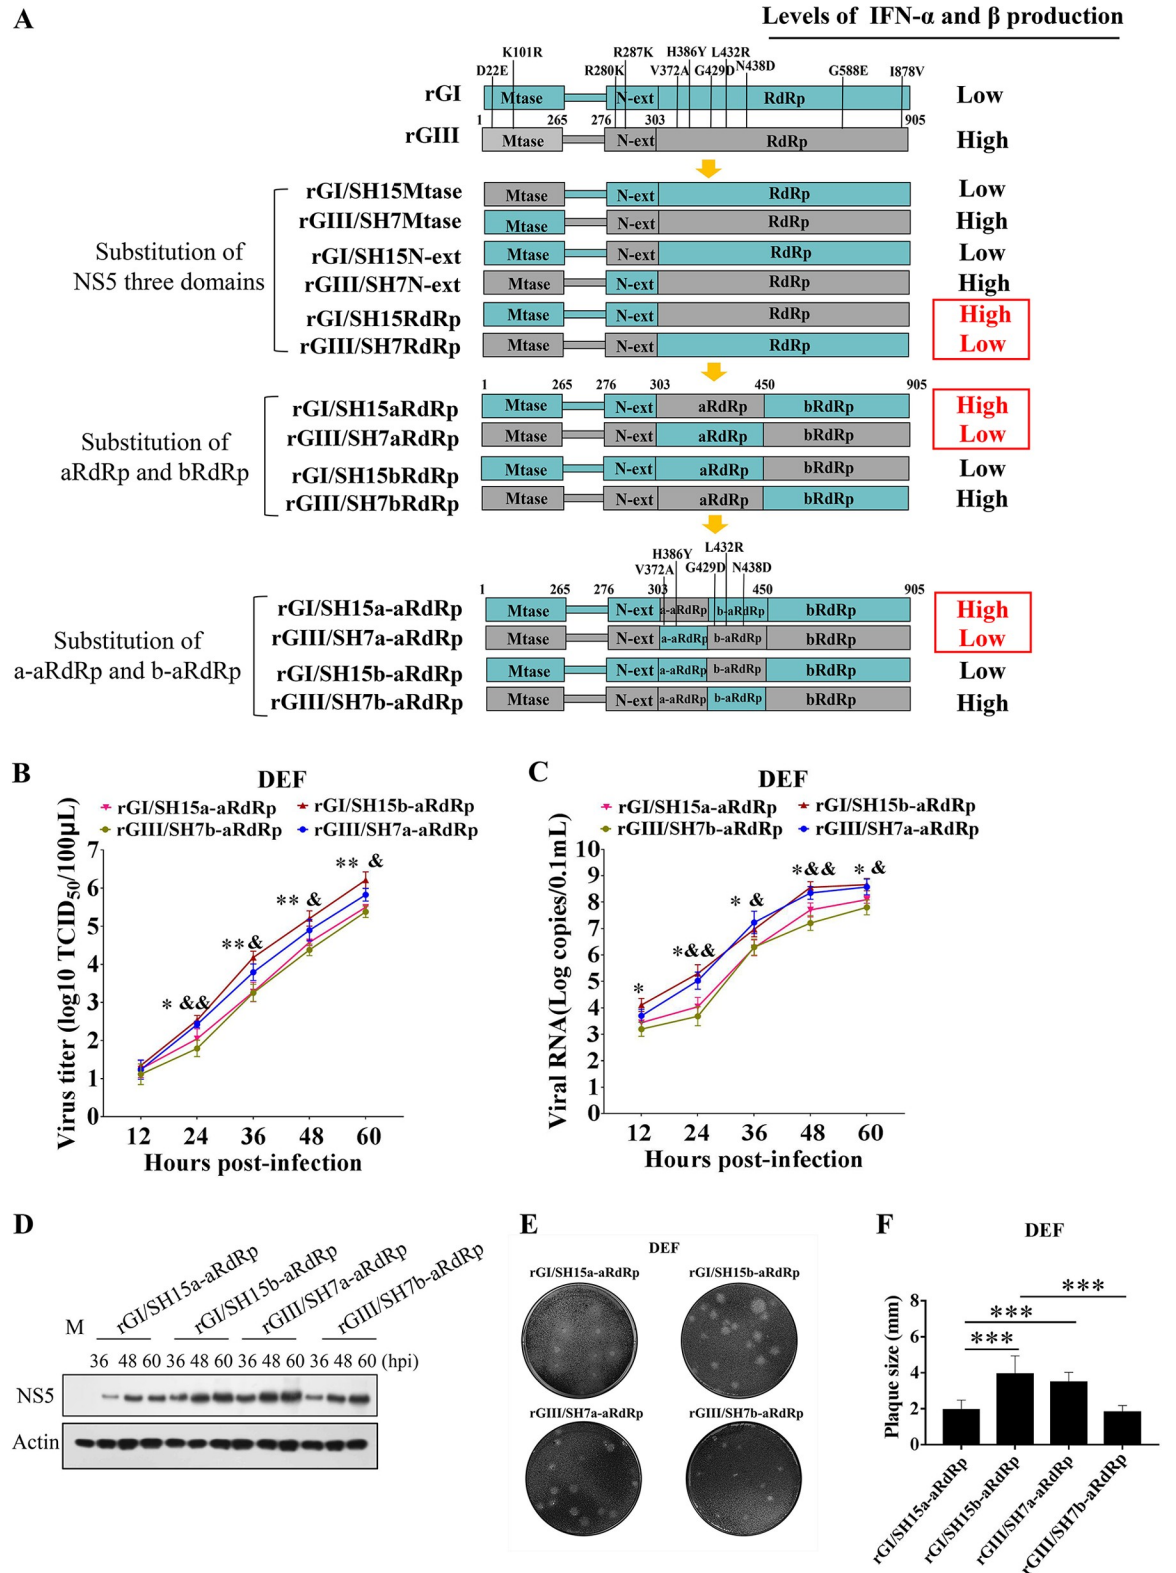 A
Levels of IFN-α and β production
K101R R287K H386Y L432R
D22E R280K V372A G429D N438D G588E I878V
rGI Mtase N-ext RdRp Low
1 265 276 303 905
rGIII Mtase N-ext RdRp High
rGI/SH15Mtase Mtase N-ext RdRp Low
rGIII/SH7Mtase Mtase N-ext RdRp High
Substitution of
NS5 three domains
rGI/SH15N-ext Mtase N-ext RdRp Low
rGIII/SH7N-ext Mtase N-ext RdRp High
rGI/SH15RdRp Mtase N-ext RdRp High
rGIII/SH7RdRp Mtase N-ext RdRp Low
1 265 276 303 450 905
rGI/SH15aRdRp Mtase N-ext aRdRp bRdRp High
rGIII/SH7aRdRp Mtase N-ext aRdRp bRdRp Low
Substitution of
aRdRp and bRdRp
rGI/SH15bRdRp Mtase N-ext aRdRp bRdRp Low
rGIII/SH7bRdRp Mtase N-ext aRdRp bRdRp High
H386Y L432R
V372A G429D N438D
1 265 276 303 450 905
rGI/SH15a-aRdRp Mtase N-ext a-aRdRp b-aRdRp bRdRp High
rGIII/SH7a-aRdRp Mtase N-ext a-aRdRp b-aRdRp bRdRp Low
Substitution of
a-aRdRp and b-aRdRp
rGI/SH15b-aRdRp Mtase N-ext a-aRdRp b-aRdRp bRdRp Low
rGIII/SH7b-aRdRp Mtase N-ext a-aRdRp b-aRdRp bRdRp High
B
DEF
rGI/SH15a-aRdRp rGI/SH15b-aRdRp
rGIII/SH7b-aRdRp rGIII/SH7a-aRdRp
Virus titer (log10 TCID50/100μL)
7
6
5
4
3
2
1
0
* &&
**&
** &
** &
12 24 36 48 60
Hours post-infection
C
DEF
rGI/SH15a-aRdRp rGI/SH15b-aRdRp
rGIII/SH7b-aRdRp rGIII/SH7a-aRdRp
Viral RNA(Log copies/0.1mL)
10
9
8
7
6
5
4
3
2
1
0
*
*&&
* &
*&&
* &
12 24 36 48 60
Hours post-infection
D
M rGI/SH15a-aRdRp rGI/SH15b-aRdRp rGIII/SH7a-aRdRp rGIII/SH7b-aRdRp
36 48 60 36 48 60 36 48 60 36 48 60 (hpi)
NS5
Actin
E
DEF
rGI/SH15a-aRdRp rGI/SH15b-aRdRp
rGIII/SH7a-aRdRp rGIII/SH7b-aRdRp
F
DEF
Plaque size (mm)
8
6
4
2
0
***
***
***
rGI/SH15a-aRdRp
rGI/SH15b-aRdRp
rGIII/SH7a-aRdRp
rGIII/SH7b-aRdRp